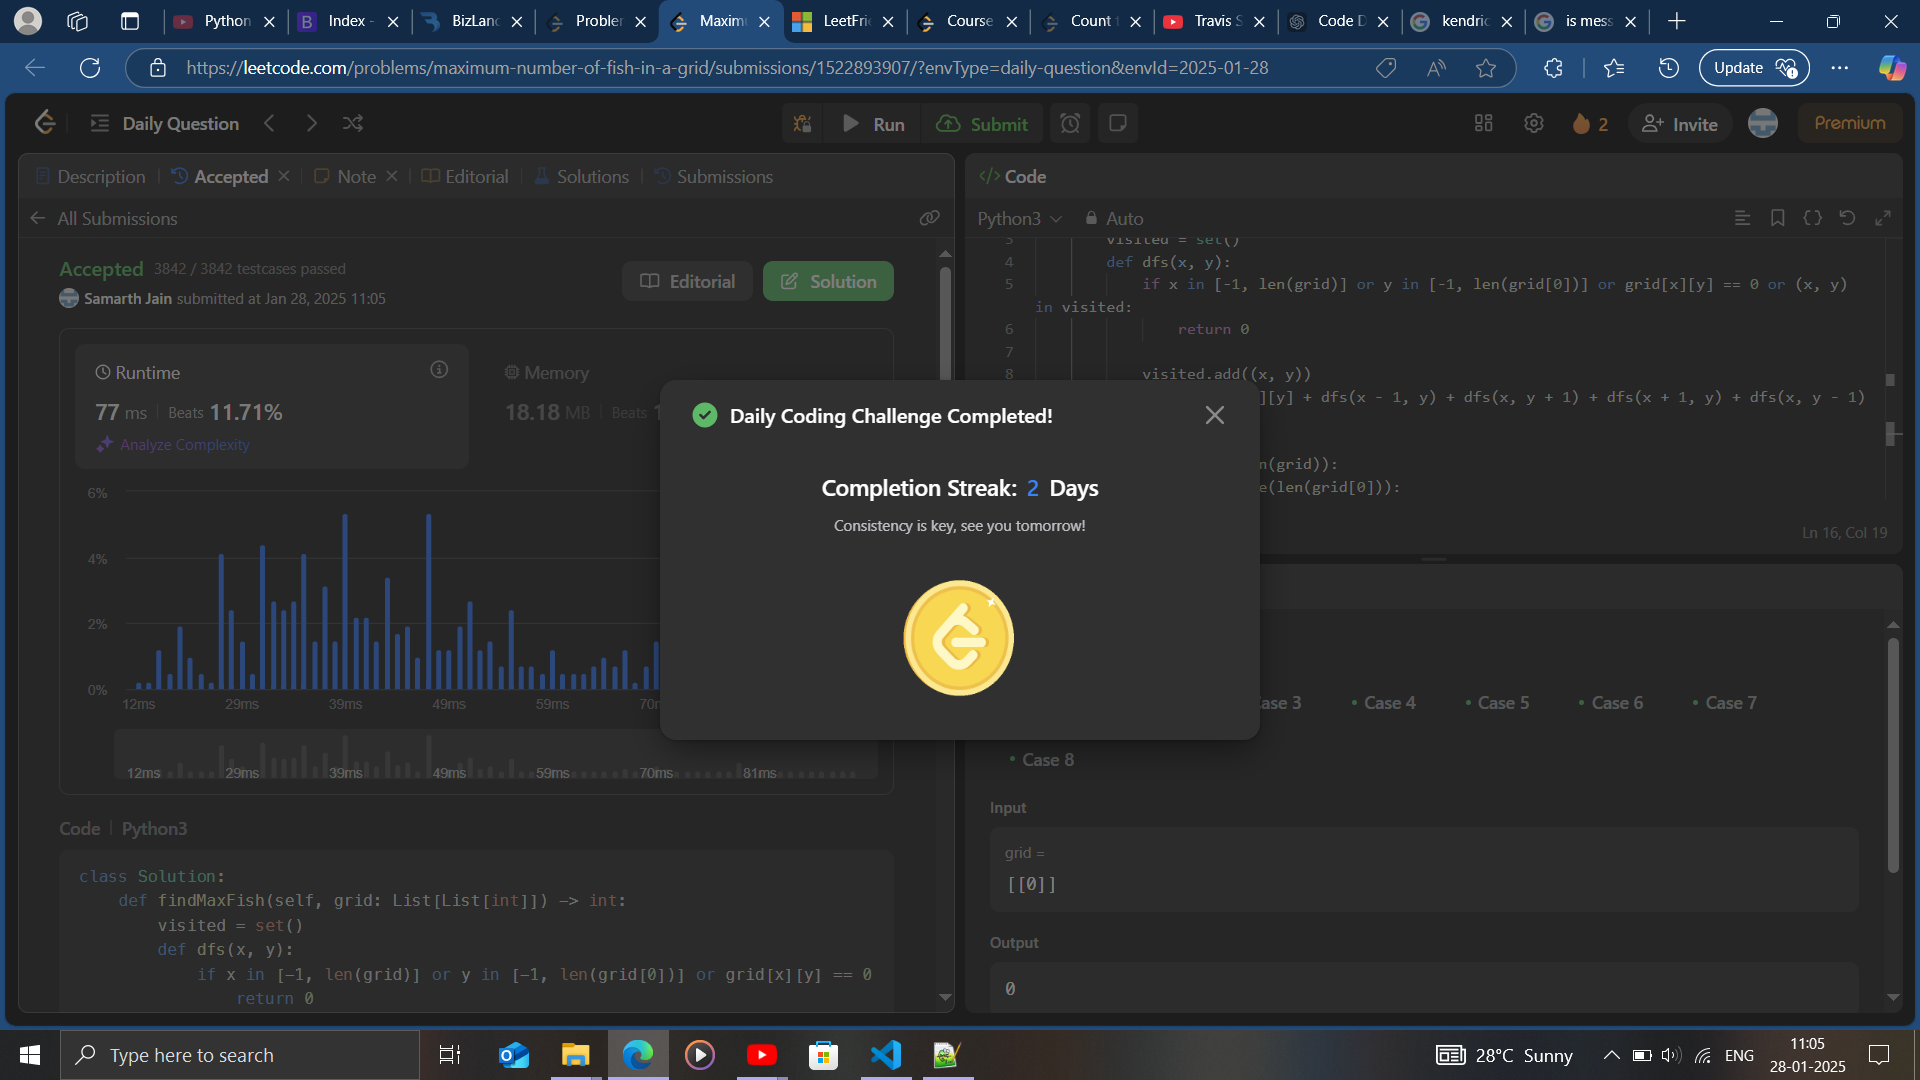 Python
Index -
BizLan
Probler
Maxim
LeetFri
Course
Count
Travis S
Code D
kendric
is mess
https://leetcode.com/problems/maximum-number-of-fish-in-a-grid/submissions/1522893907/?envType=daily-question&envId=2025-01-28
Update
Daily Question
Run
Submit
2
Invite
Premium
Description
Accepted
Note
Editorial
Solutions
Submissions
All Submissions
Accepted 3842 / 3842 testcases passed
Samarth Jain submitted at Jan 28, 2025 11:05
Editorial
Solution
Runtime
77 ms Beats 11.71%
Analyze Complexity
Memory
18.18 MB Beats
6%
4%
2%
0%
12ms 29ms 39ms 49ms 59ms
12ms 29ms 39ms 49ms 59ms 70ms 81ms
Code Python3
class Solution:
def findMaxFish(self, grid: List[List[int]]) -> int:
visited = set()
def dfs(x, y):
if x in [-1, len(grid)] or y in [-1, len(grid[0])] or grid[x][y] == 0
return 0
Daily Coding Challenge Completed!
Completion Streak: 2 Days
Consistency is key, see you tomorrow!
</> Code
Python3 Auto
3 visited = set()
4 def dfs(x, y):
5 if x in [-1, len(grid)] or y in [-1, len(grid[0])] or grid[x][y] == 0 or (x, y)
in visited:
6 return 0
7
8 visited.add((x, y))
][y] + dfs(x - 1, y) + dfs(x, y + 1) + dfs(x + 1, y) + dfs(x, y - 1)
n(grid)):
e(len(grid[0])):
Ln 16, Col 19
ase 3
Case 4
Case 5
Case 6
Case 7
Case 8
Input
grid =
[[0]]
Output
0
Type here to search
28°C Sunny
ENG
11:05
28-01-2025